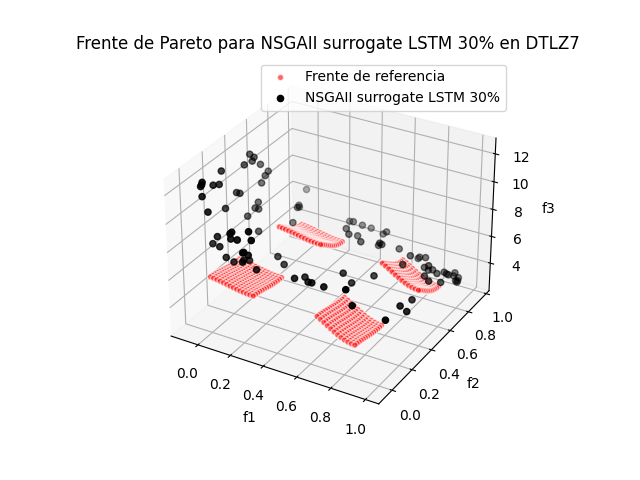 Frente de Pareto para NSGAII surrogate LSTM 30% en DTLZ7
Frente de referencia
NSGAII surrogate LSTM 30%
12
10
8
6
4
f3
1.0
0.8
0.6
0.4
0.2
0.0
f2
0.0
0.2
0.4
0.6
0.8
1.0
f1